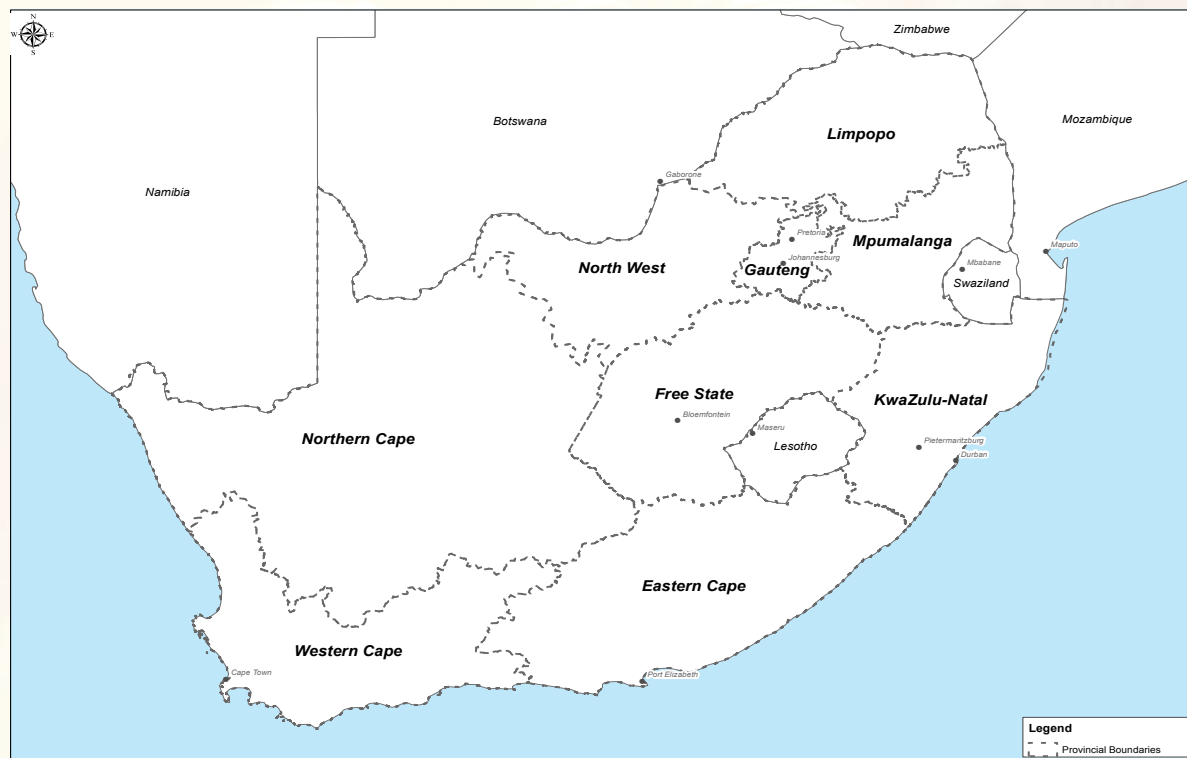 N
W E
S
Zimbabwe
Botswana
Mozambique
Limpopo
Gaborone
Namibia
Pretoria
Mpumalanga
Maputo
North West
Johannesburg
Gauteng
Mbabane
Swaziland
Free State
KwaZulu-Natal
Bloemfontein
Maseru
Northern Cape
Lesotho
Pietermaritzburg
Durban
Eastern Cape
Western Cape
Cape Town
Port Elizabeth
Legend
Provincial Boundaries